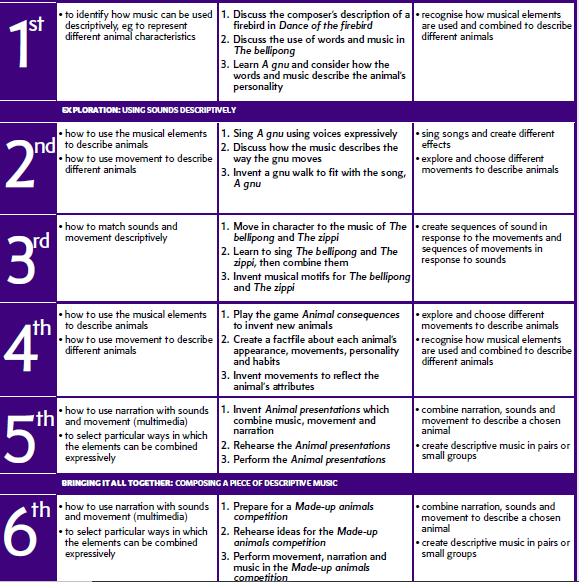 1st
• to identify how music can be used
descriptively, eg to represent
different animal characteristics
1. Discuss the composer's description of a
firebird in Dance of the firebird
2. Discuss the use of words and music in
The bellipong
3. Learn A gnu and consider how the
words and music describe the animal's
personality
• recognise how musical elements
are used and combined to describe
different animals
EXPLORATION: USING SOUNDS DESCRIPTIVELY
2nd
• how to use the musical elements
to describe animals
• how to use movement to describe
different animals
1. Sing A gnu using voices expressively
2. Discuss how the music describes the
way the gnu moves
3. Invent a gnu walk to fit with the song,
A gnu
• sing songs and create different
effects
• explore and choose different
movements to describe animals
3rd
• how to match sounds and
movement descriptively
1. Move in character to the music of The
bellipong and The zippi
2. Learn to sing The bellipong and The
zippi, then combine them
3. Invent musical motifs for The bellipong
and The zippi
• create sequences of sound in
response to the movements and
sequences of movements in
response to sounds
4th
• how to use the musical elements
to describe animals
• how to use movement to describe
different animals
1. Play the game Animal consequences
to invent new animals
2. Create a factfile about each animal's
appearance, movements, personality
and habits
3. Invent movements to reflect the
animal's attributes
• explore and choose different
movements to describe animals
• recognise how musical elements
are used and combined to describe
different animals
5th
• how to use narration with sounds
and movement (multimedia)
• to select particular ways in which
the elements can be combined
expressively
1. Invent Animal presentations which
combine music, movement and
narration
2. Rehearse the Animal presentations
3. Perform the Animal presentations
• combine narration, sounds and
movement to describe a chosen
animal
• create descriptive music in pairs or
small groups
BRINGING IT ALL TOGETHER: COMPOSING A PIECE OF DESCRIPTIVE MUSIC
6th
• how to use narration with sounds
and movement (multimedia)
• to select particular ways in which
the elements can be combined
expressively
1. Prepare for a Made-up animals
competition
2. Rehearse ideas for the Made-up
animals competition
3. Perform movement, narration and
music in the Made-up animals
competition
• combine narration, sounds and
movement to describe a chosen
animal
• create descriptive music in pairs or
small groups